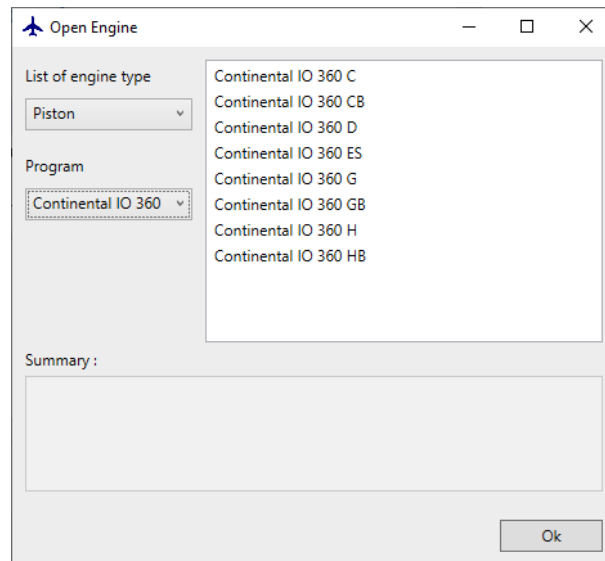 Open Engine
List of engine type
Piston
Program
Continental IO 360
Continental IO 360 C
Continental IO 360 CB
Continental IO 360 D
Continental IO 360 ES
Continental IO 360 G
Continental IO 360 GB
Continental IO 360 H
Continental IO 360 HB
Summary :
Ok